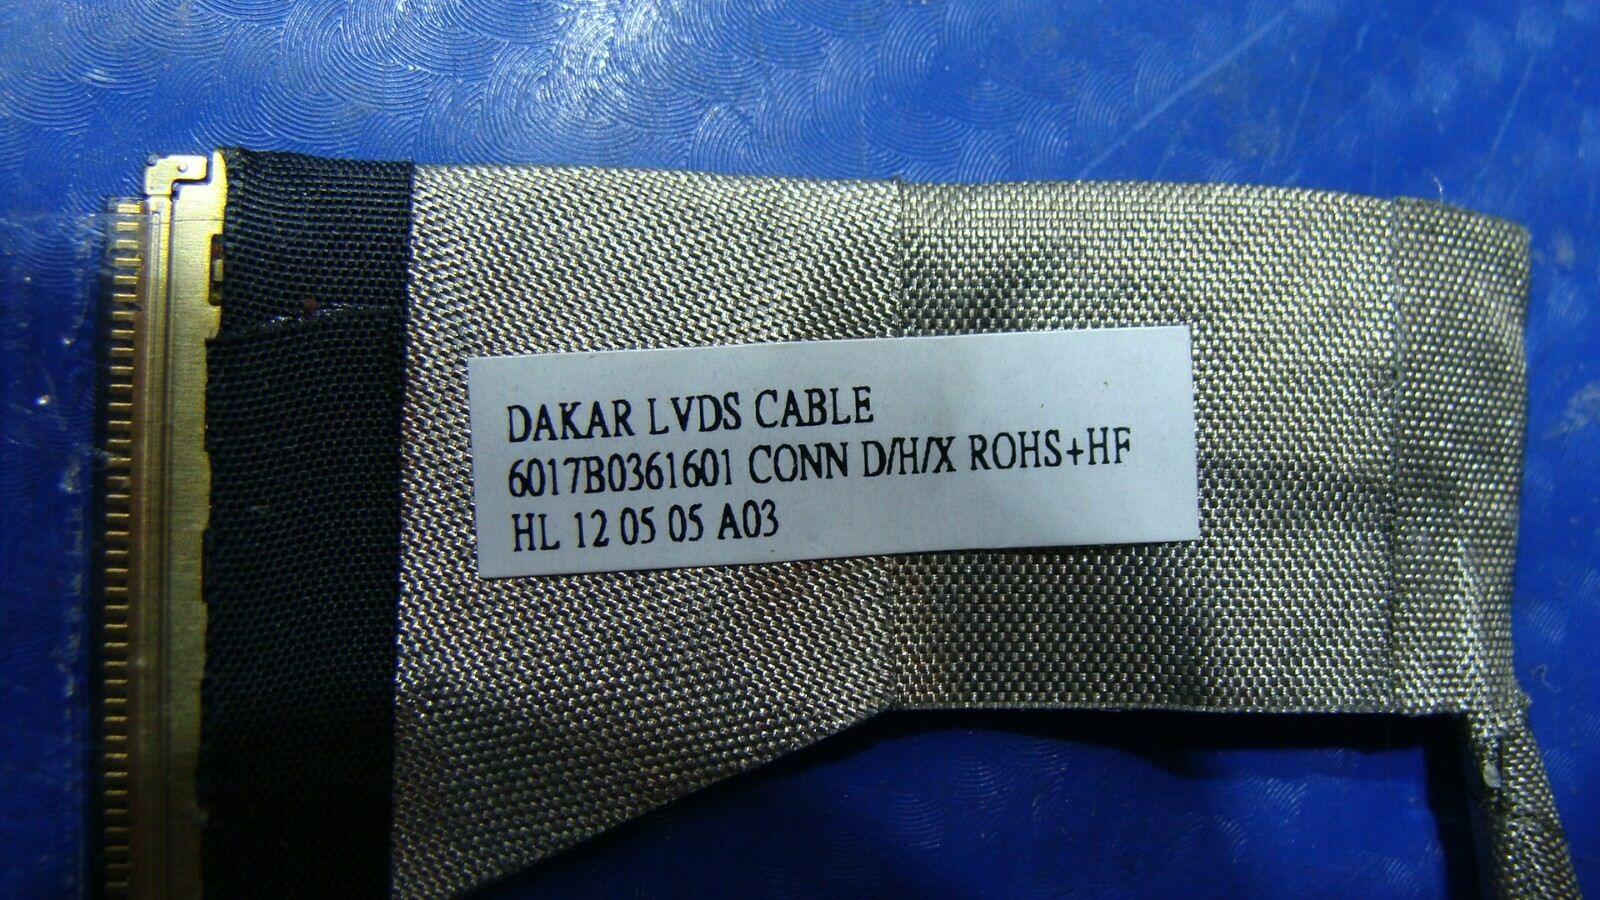 DAKAR LVDS CABLE
6017B0361601 CONN D/H/X ROHS+HF
HL 12 05 05 A03